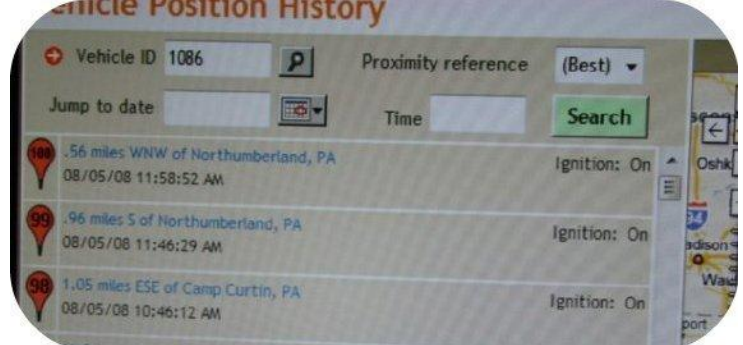 Vehicle Position History
Vehicle ID 1086 Proximity reference (Best)
Jump to date Time Search
100 .56 miles WNW of Northumberland, PA Ignition: On
08/05/08 11:58:52 AM
99 .96 miles S of Northumberland, PA Ignition: On
08/05/08 11:46:29 AM
98 1.05 miles ESE of Camp Curtin, PA Ignition: On
08/05/08 10:46:12 AM
Oshk
94
adison
Wau
port